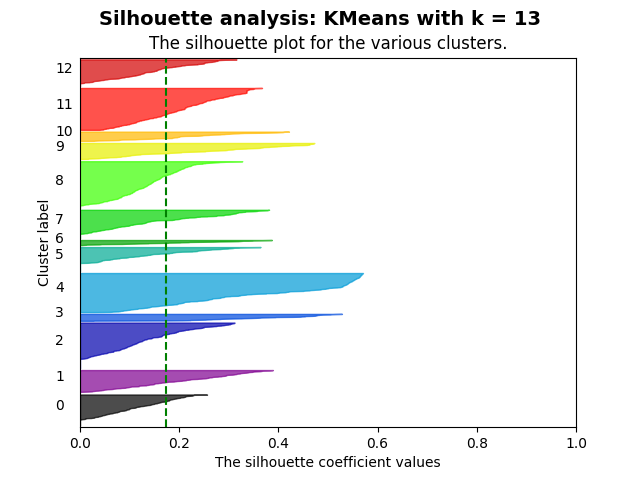 Silhouette analysis: KMeans with k = 13
The silhouette plot for the various clusters.
12
11
10
9
8
7
6
5
4
3
2
1
0
Cluster label
0.0 0.2 0.4 0.6 0.8 1.0
The silhouette coefficient values